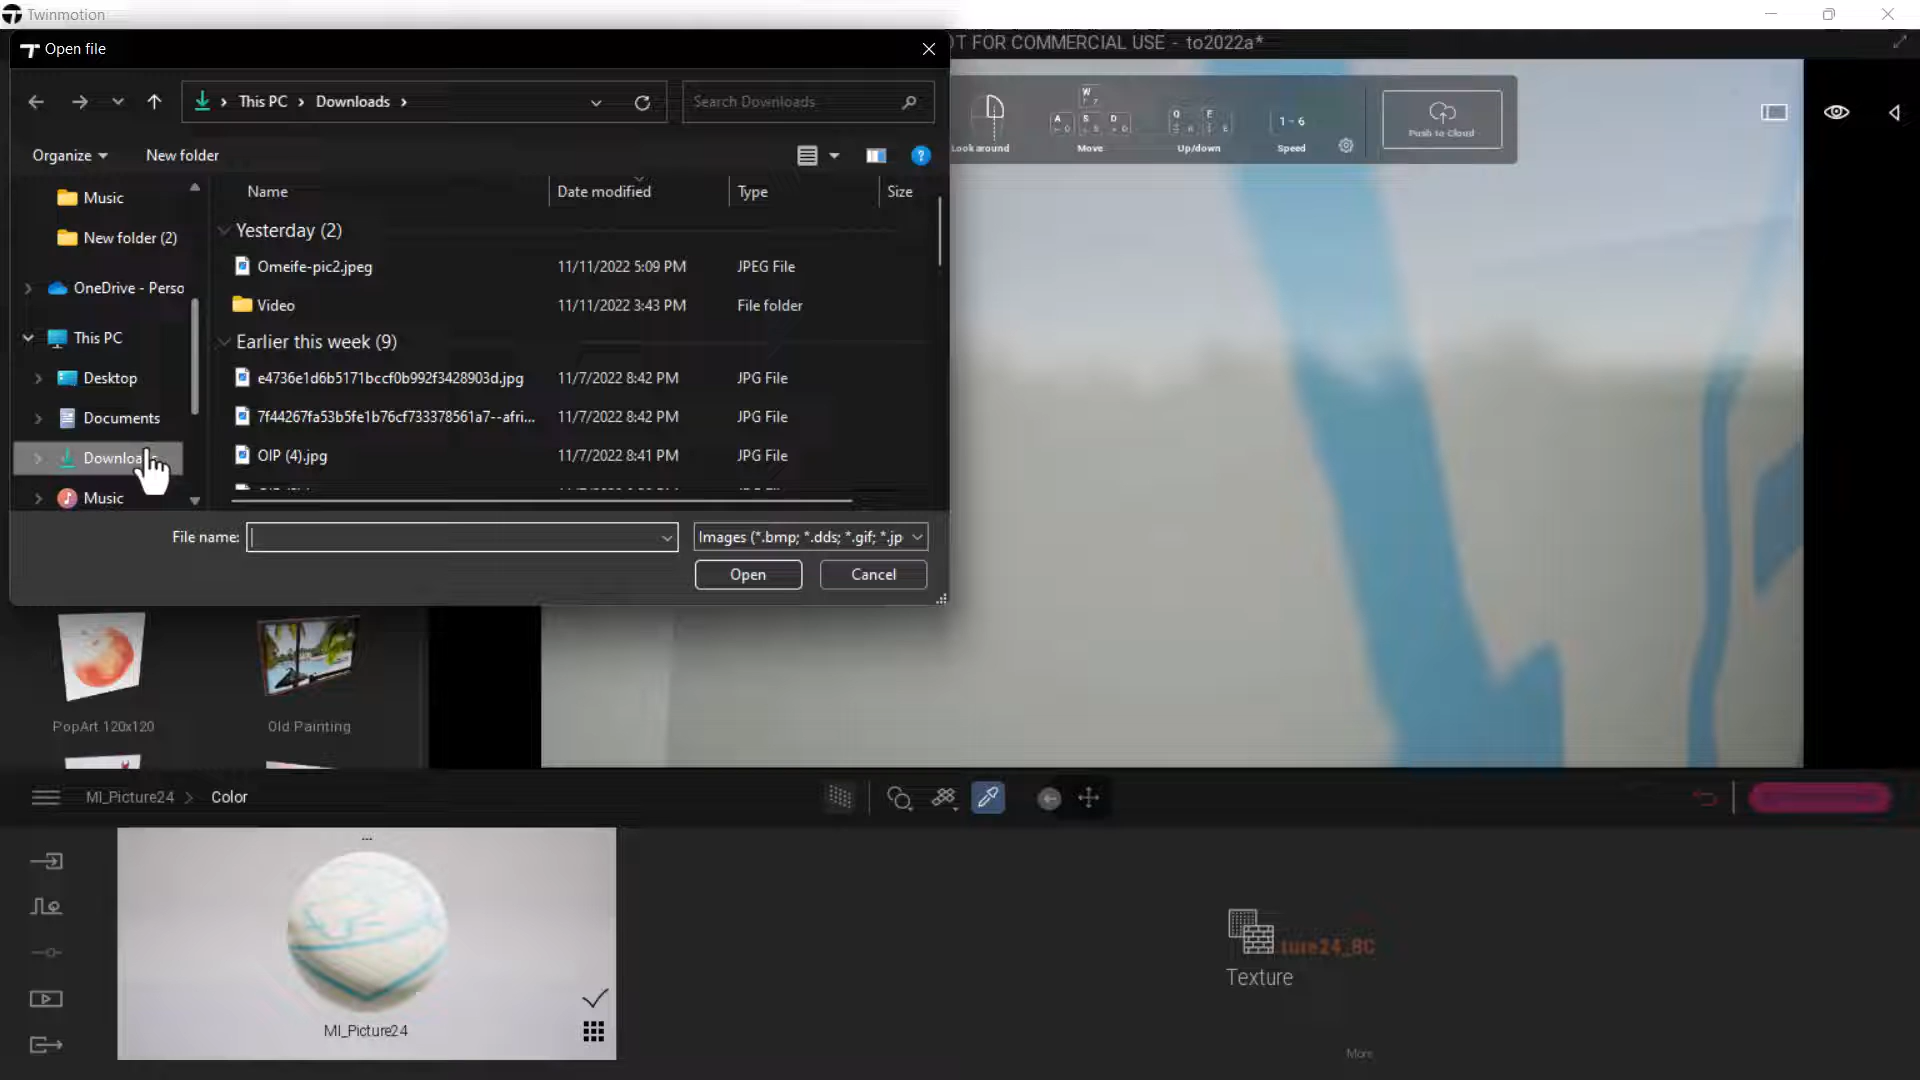 Twinmotion
Open file
T FOR COMMERCIAL USE - to2022a*
This PC > Downloads >
Search Downloads
Organize
New folder
W
A S D
Q E
1 ~ 6
Look around
Move
Up/down
Speed
Push to Cloud
Name
Date modified
Type
Size
Music
New folder (2)
OneDrive - Perso
This PC
Desktop
Documents
Downloads
Music
Yesterday (2)
Omeife-pic2.jpeg 11/11/2022 5:09 PM JPEG File
Video 11/11/2022 3:43 PM File folder
Earlier this week (9)
e4736e1d6b5171bccf0b992f3428903d.jpg 11/7/2022 8:42 PM JPG File
7f44267fa53b5fe1b76cf733378561a7--afri... 11/7/2022 8:42 PM JPG File
OIP (4).jpg 11/7/2022 8:41 PM JPG File
File name:
Images (*.bmp; *.dds; *.gif; *.jp
Open
Cancel
PopArt 120x120
Old Painting
MI_Picture24 > Color
...
MI_Picture24
ture24_BC
Texture
More